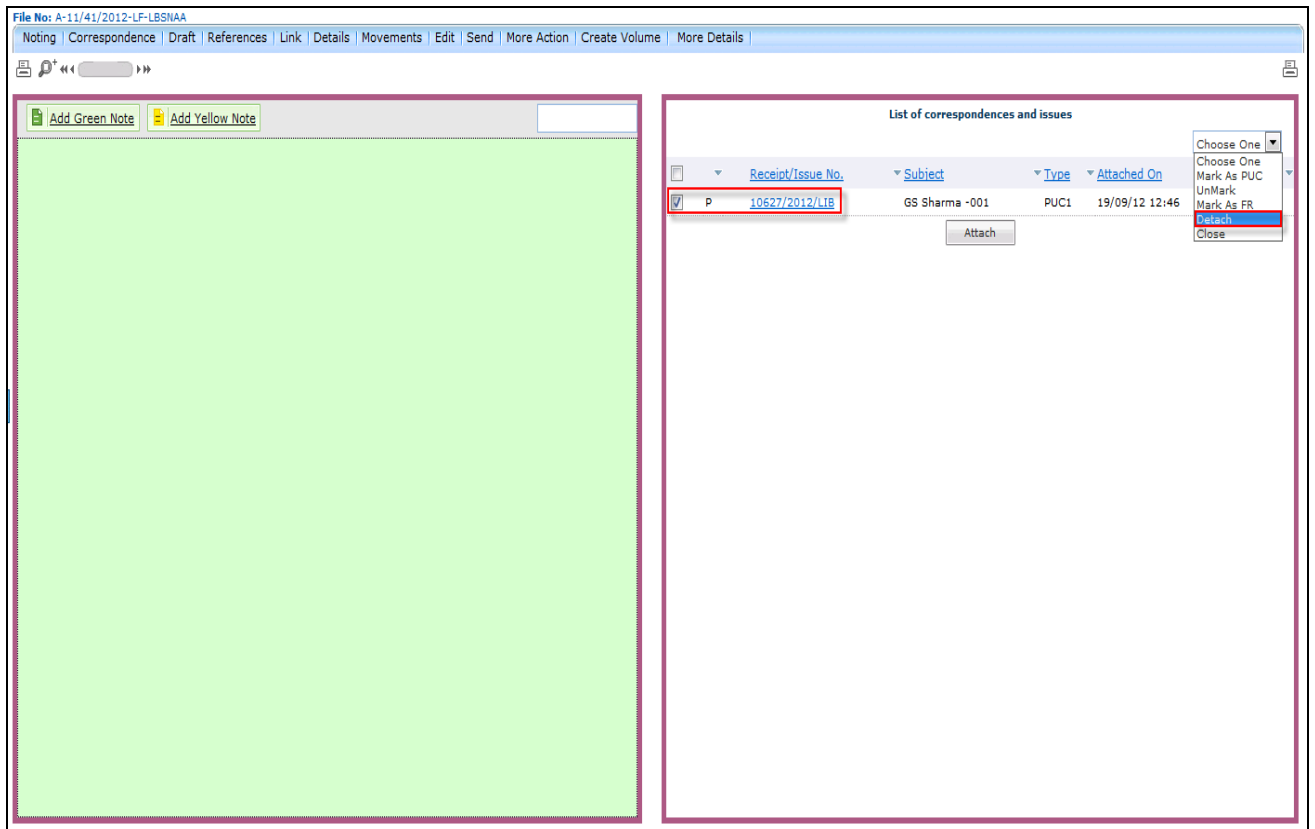 File No: A-11/41/2012-LF-LBSNAA
Noting | Correspondence | Draft | References | Link | Details | Movements | Edit | Send | More Action | Create Volume | More Details |
Add Green Note Add Yellow Note
List of correspondences and issues
Choose One
Choose One
Mark As PUC
UnMark
Mark As FR
Detach
Close
Receipt/Issue No. Subject Type Attached On
P 10627/2012/LIB GS Sharma -001 PUC1 19/09/12 12:46
Attach